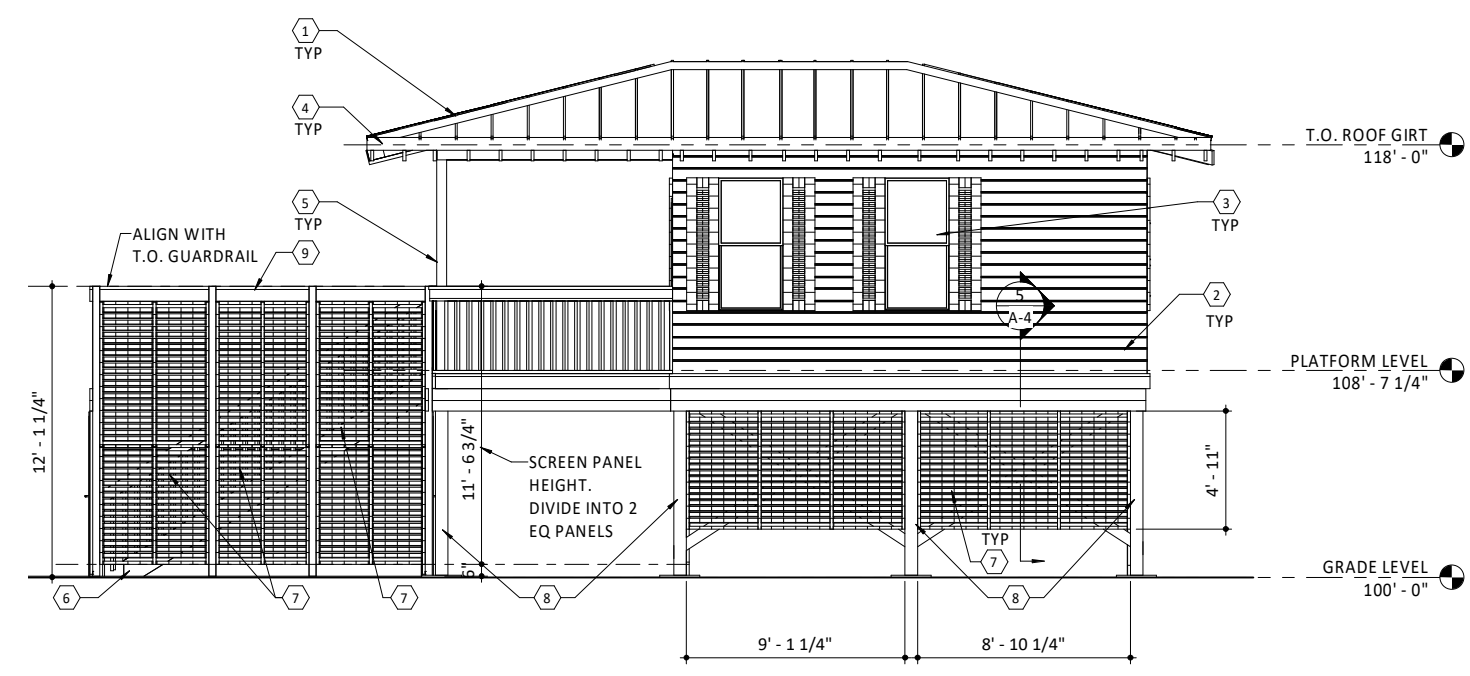 1
TYP
4
TYP
T.O. ROOF GIRT
118' - 0"
5
TYP
3
TYP
ALIGN WITH
T.O. GUARDRAIL
9
5
A-4
2
TYP
PLATFORM LEVEL
108' - 7 1/4"
12' - 1 1/4"
11' - 6 3/4"
SCREEN PANEL
HEIGHT.
DIVIDE INTO 2
EQ PANELS
4' - 11"
TYP
7
6"
GRADE LEVEL
100' - 0"
6
7
7
8
8
9' - 1 1/4"
8' - 10 1/4"